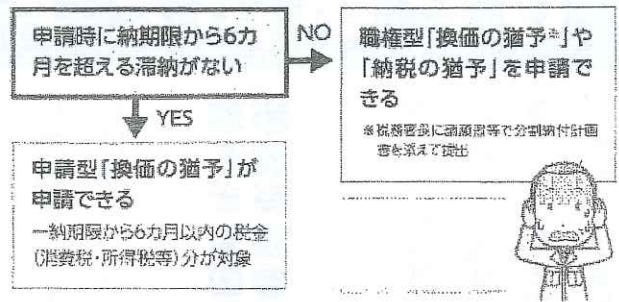 申請時に納期限から6カ
月を超える滞納がない
NO
職権型「換価の猶予※」や
「納税の猶予」を申請で
きる
※税務署長に請願書等で分割納付計画
書を添えて提出
YES
申請型「換価の猶予」が
申請できる
―納期限から6カ月以内の税金
(消費税・所得税等)分が対象